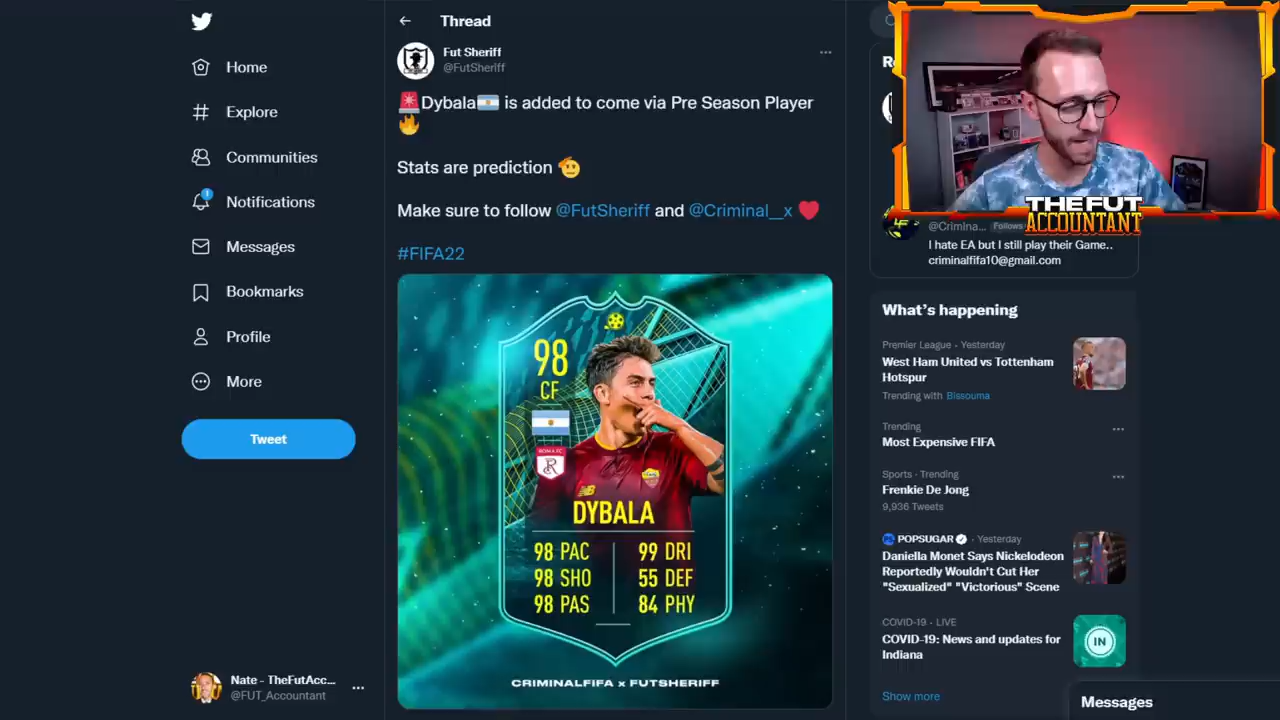 Home
Explore
Communities
Notifications
Messages
Bookmarks
Profile
More
Tweet
Nate - TheFutAcc...
@FUT_Accountant
Thread
Fut Sheriff
@FutSheriff
🚨Dybala🇦🇷 is added to come via Pre Season Player
🔥
Stats are prediction 🫡
Make sure to follow @FutSheriff and @Criminal__x ❤️
#FIFA22
98
CF
ROMA FC
R
DYBALA
98 PAC 99 DRI
98 SHO 55 DEF
98 PAS 84 PHY
CRIMINALFIFA x FUTSHERIFF
THE FUT
ACCOUNTANT
@Crimina... Follows
I hate EA but I still play their Game..
criminalfifa10@gmail.com
What's happening
Premier League · Yesterday
West Ham United vs Tottenham
Hotspur
Trending with Bissouma
Trending
Most Expensive FIFA
Sports · Trending
Frenkie De Jong
9,936 Tweets
POPSUGAR · Yesterday
Daniella Monet Says Nickelodeon
Reportedly Wouldn't Cut Her
"Sexualized" "Victorious" Scene
COVID-19 · LIVE
COVID-19: News and updates for
Indiana
IN
Show more
Messages